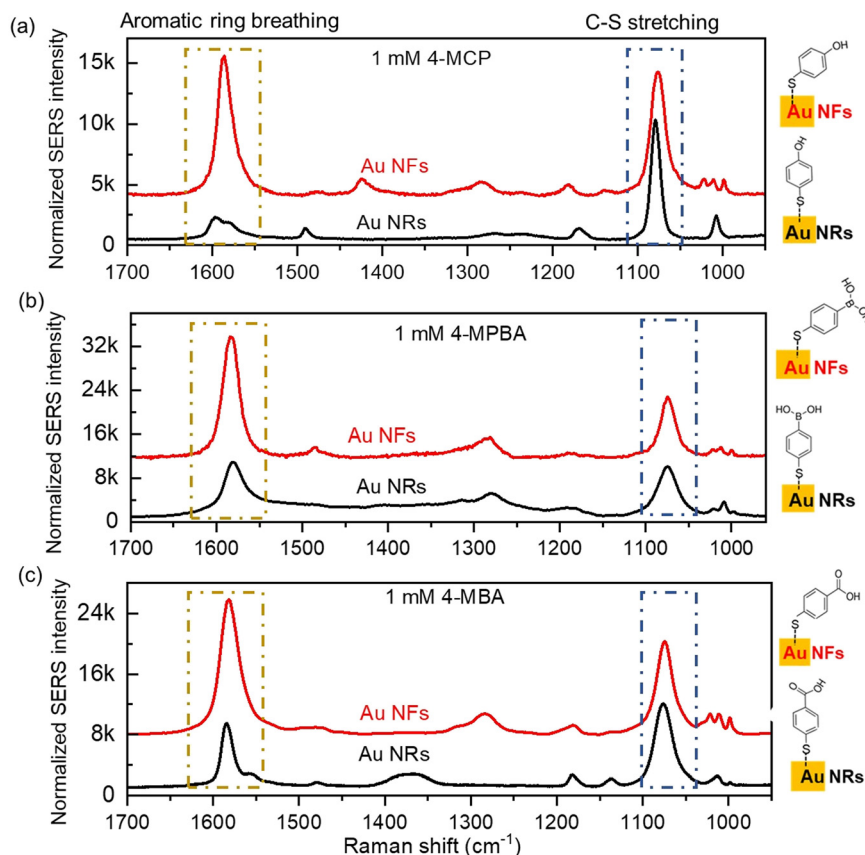 Aromatic ring breathing
C-S stretching
(a)
Normalized SERS intensity
15k
10k
5k
0
1 mM 4-MCP
Au NFs
Au NRs
1700
1600
1500
1400
1300
1200
1100
1000
OH
S
Au NFs
OH
S
Au NRs
(b)
Normalized SERS intensity
32k
24k
16k
8k
0
1 mM 4-MPBA
Au NFs
Au NRs
1700
1600
1500
1400
1300
1200
1100
1000
HO
B
S
Au NFs
HO
B
OH
S
Au NRs
(c)
Normalized SERS intensity
24k
16k
8k
0
1 mM 4-MBA
Au NFs
Au NRs
1700
1600
1500
1400
1300
1200
1100
1000
Raman shift (cm⁻¹)
O
OH
S
Au NFs
O
OH
S
Au NRs